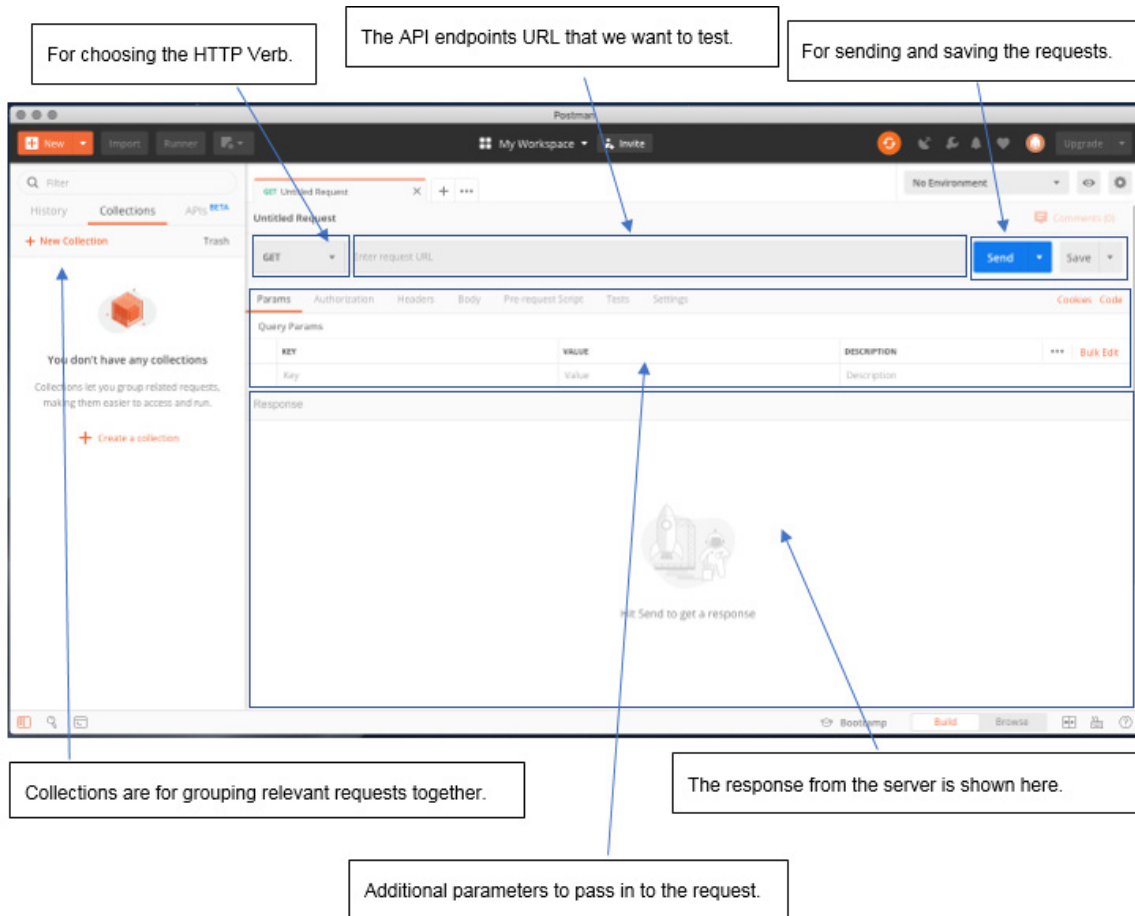 For choosing the HTTP Verb.
The API endpoints URL that we want to test.
For sending and saving the requests.
Postman
New
Import
Runner
My Workspace
Invite
Upgrade
Filter
GET Untitled Request
No Environment
History
Collections
APIs BETA
Untitled Request
Comments (0)
+ New Collection
Trash
GET
Enter request URL
Send
Save
Params
Authorization
Headers
Body
Pre-request Script
Tests
Settings
Cookies
Code
Query Params
KEY
VALUE
DESCRIPTION
Bulk Edit
Key
Value
Description
You don't have any collections
Collections let you group related requests,
making them easier to access and run.
+ Create a collection
Response
Hit Send to get a response
Bootcamp
Build
Browse
Collections are for grouping relevant requests together.
The response from the server is shown here.
Additional parameters to pass in to the request.